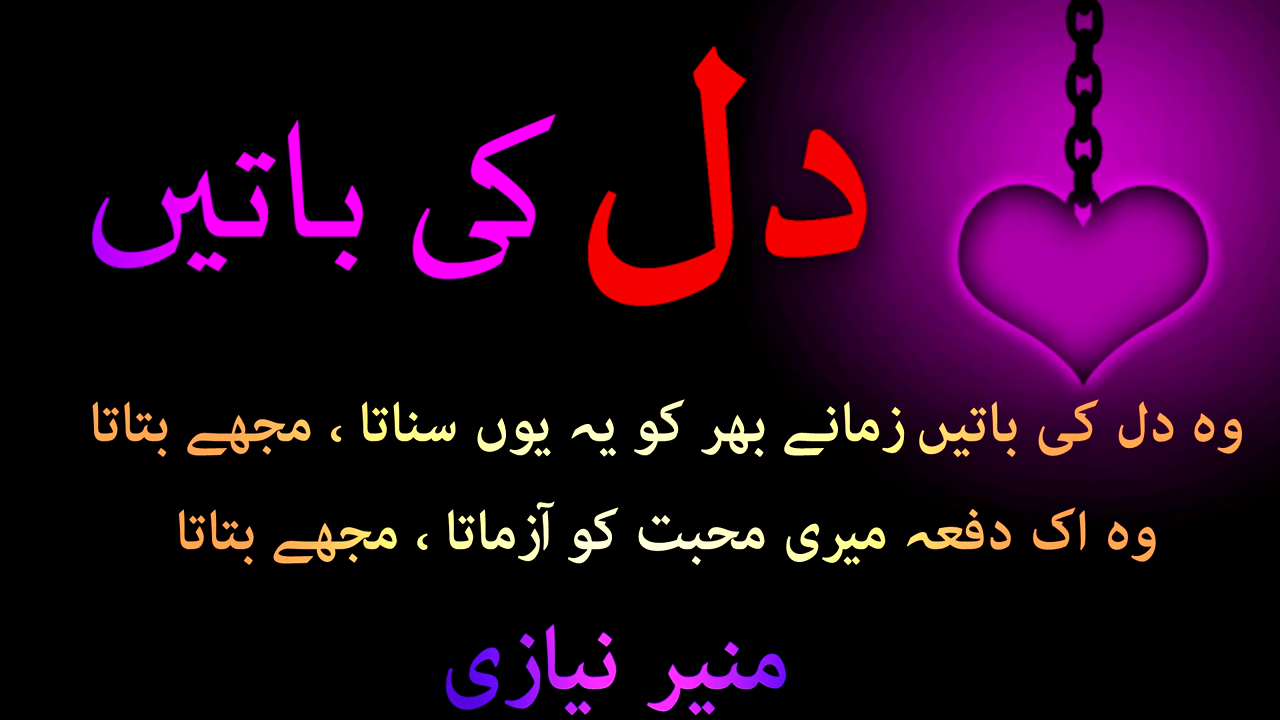 دل کی باتیں
وہ دل کی باتیں زمانے بھر کو یہ یوں سناتا ، مجھے بتاتا
وہ اک دفعہ میری محبت کو آزماتا ، مجھے بتاتا
منیر نیازی